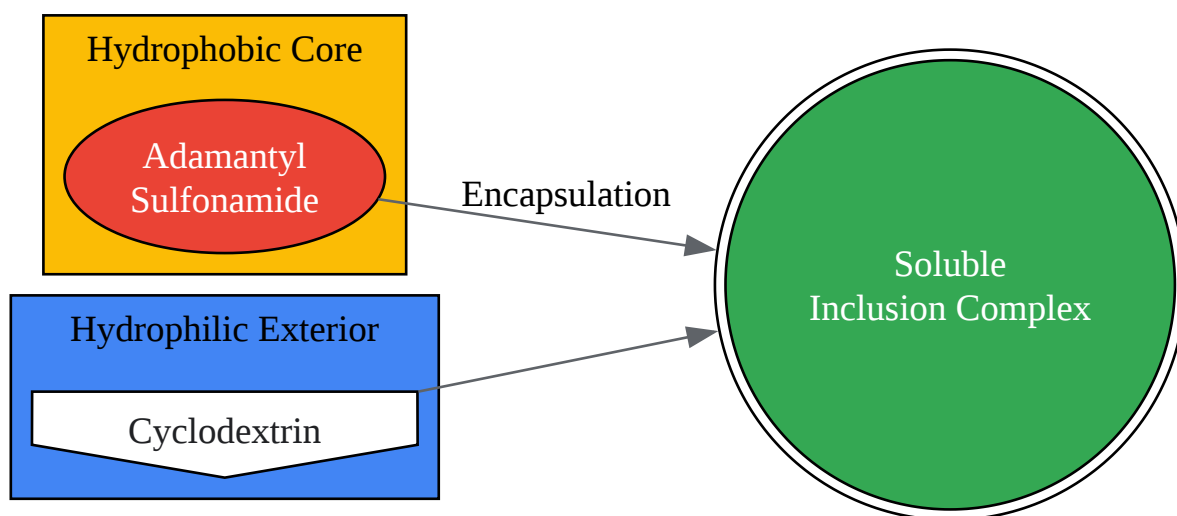 Hydrophobic Core
Adamantyl
Sulfonamide
Encapsulation
Soluble
Inclusion Complex
Hydrophilic Exterior
Cyclodextrin